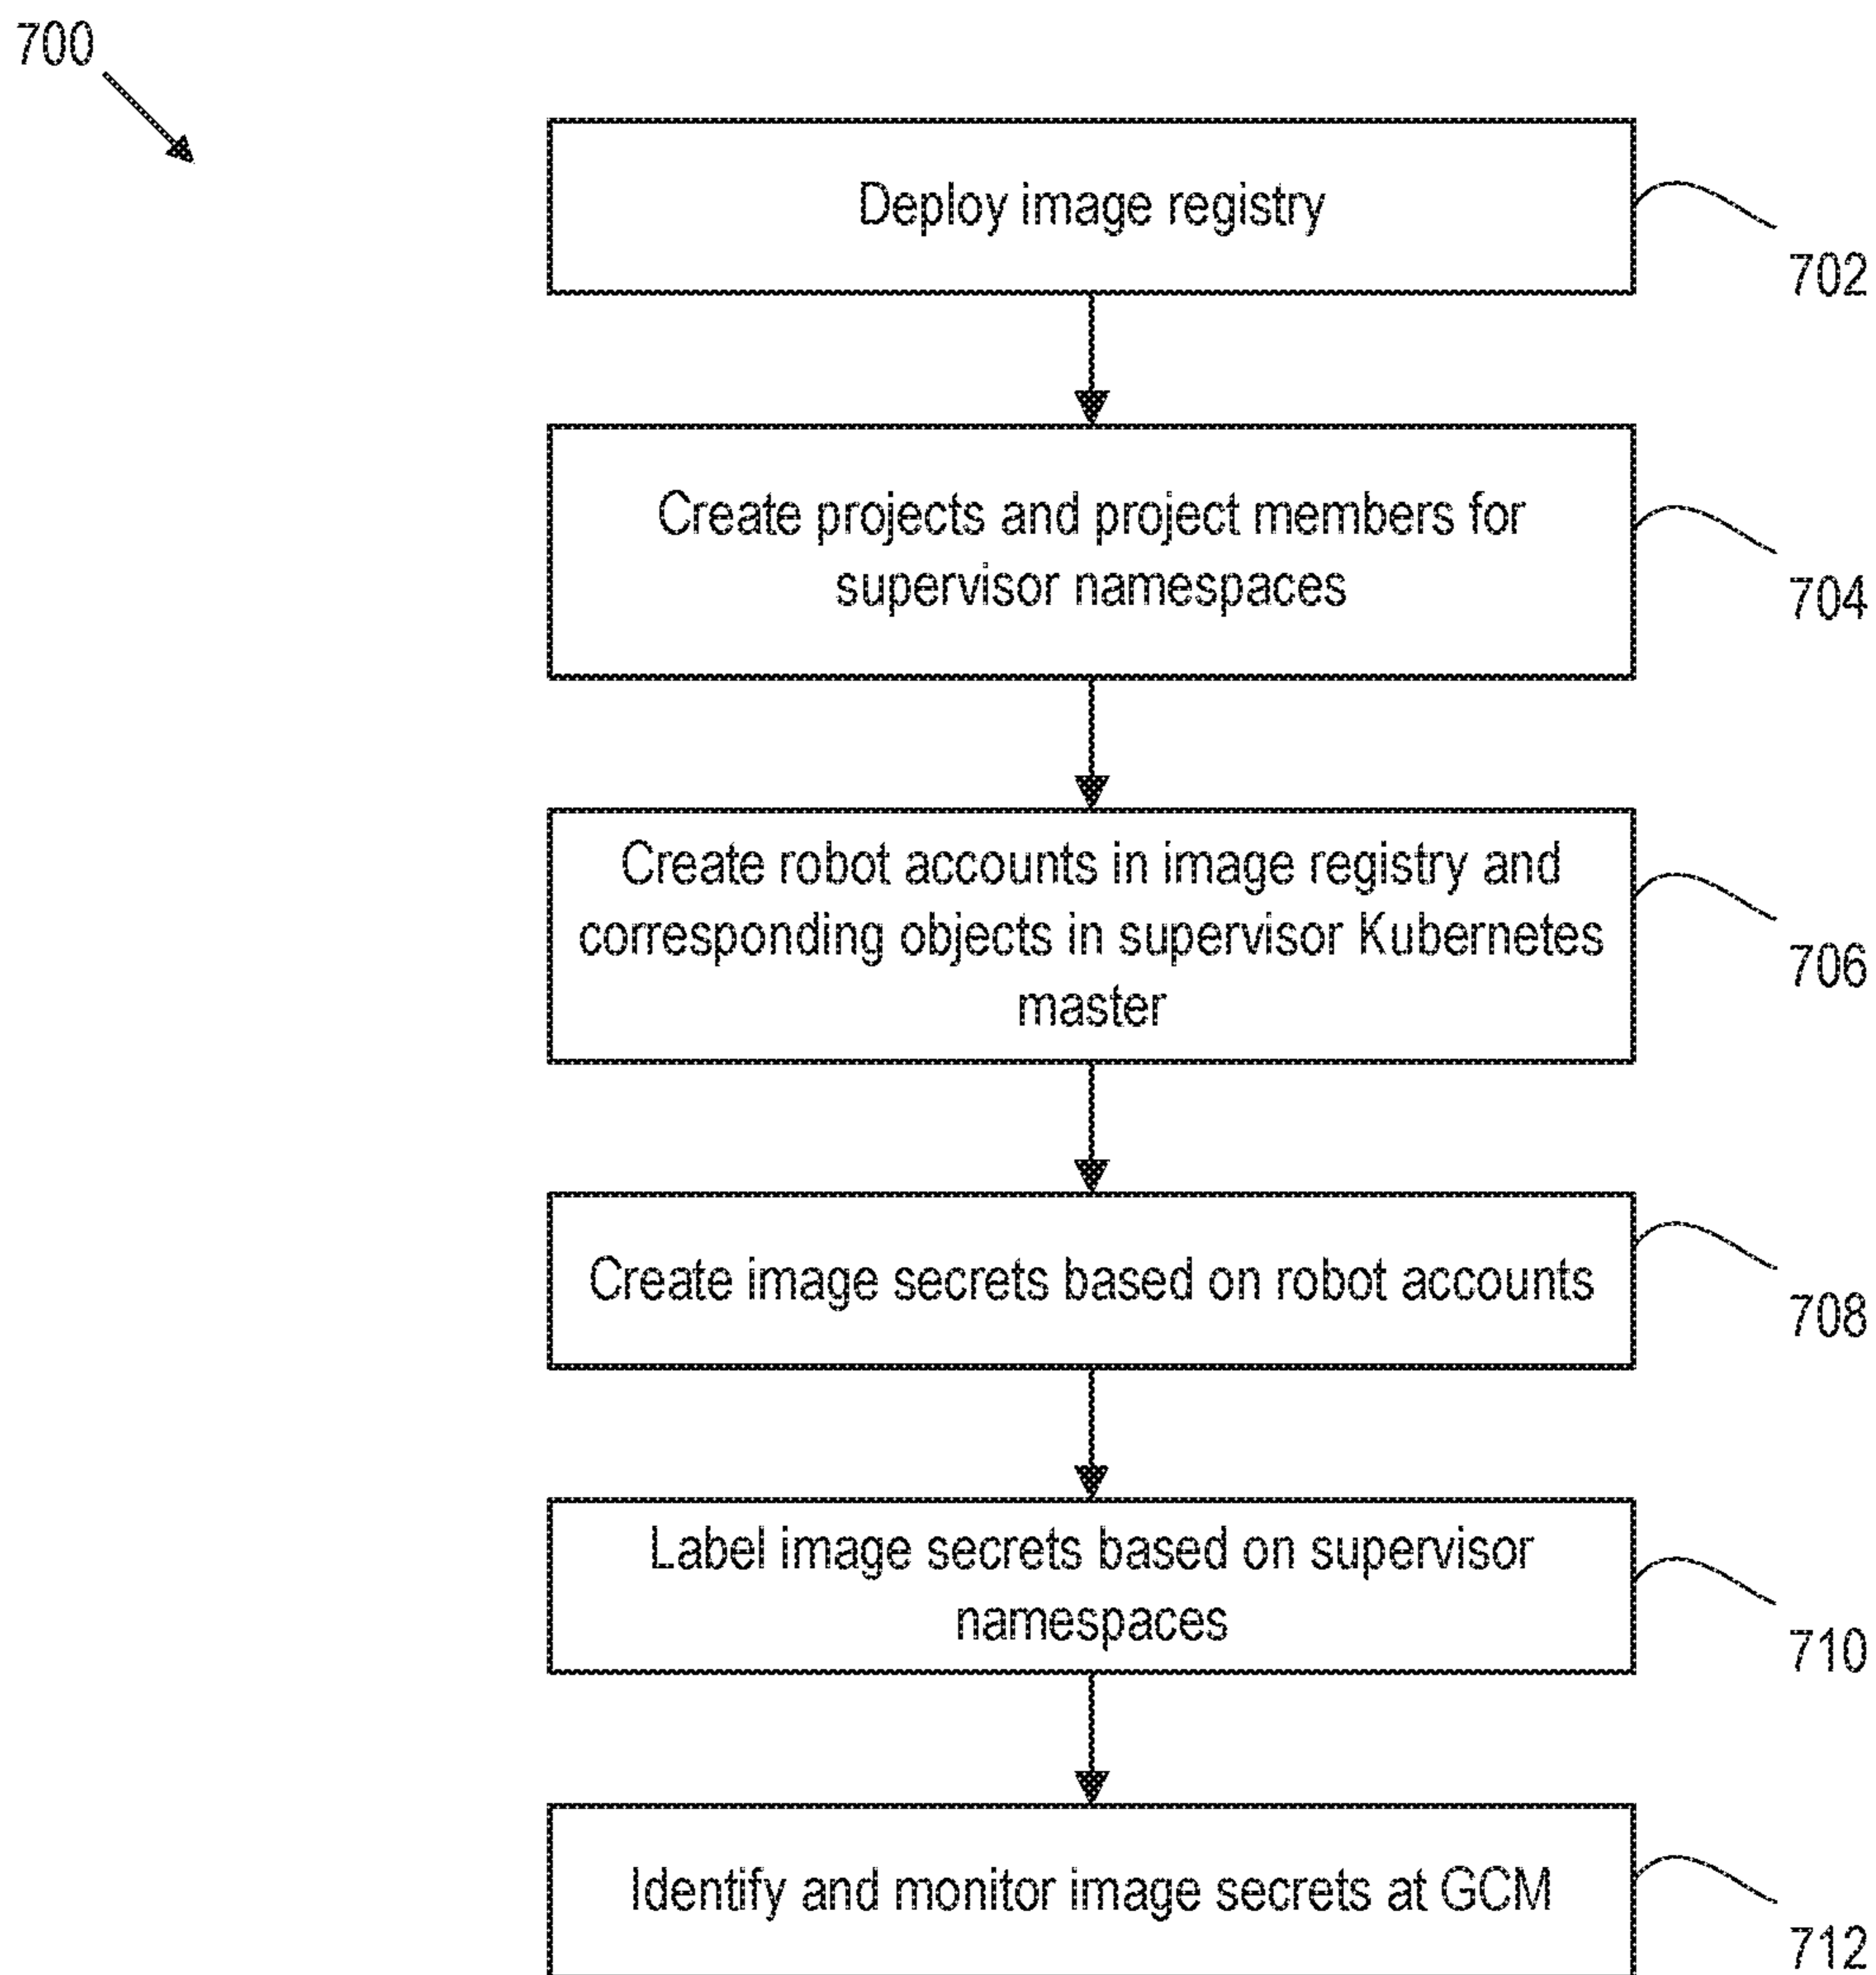 700
Deploy image registry
702
Create projects and project members for
supervisor namespaces
704
Create robot accounts in image registry and
corresponding objects in supervisor Kubernetes
master
706
Create image secrets based on robot accounts
708
Label image secrets based on supervisor
namespaces
710
Identify and monitor image secrets at GCM
712